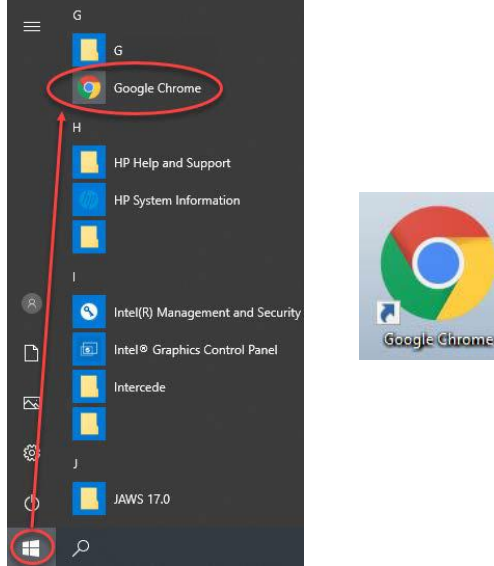 G
G
Google Chrome
H
HP Help and Support
HP System Information
I
Intel(R) Management and Security
Intel® Graphics Control Panel
Intercede
J
JAWS 17.0
Google Chrome